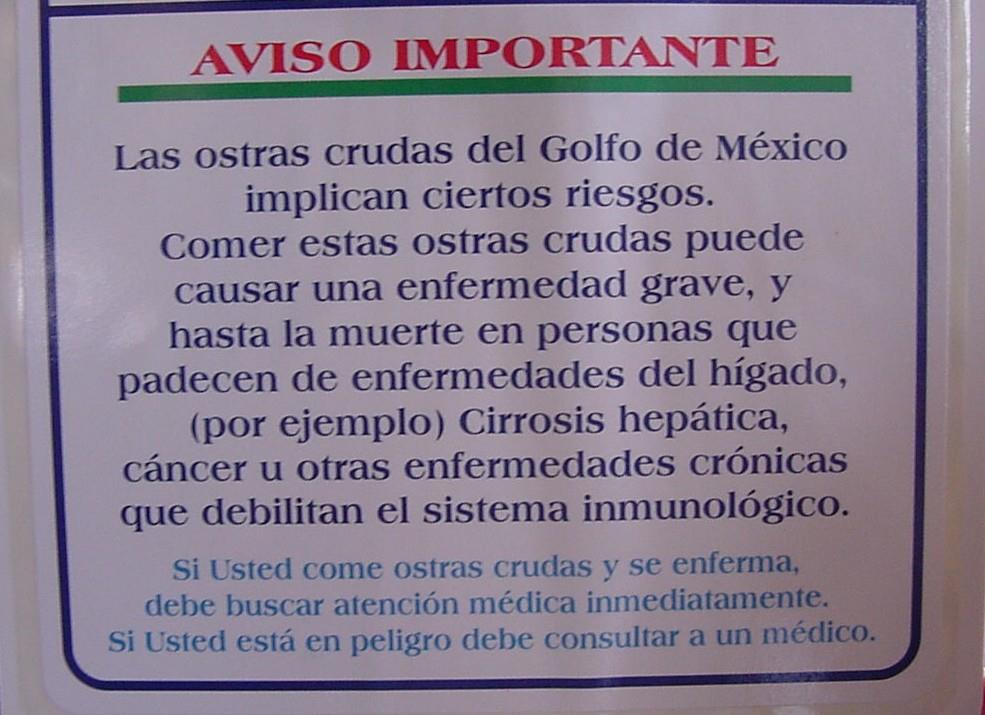 AVISO IMPORTANTE
Las ostras crudas del Golfo de México
implican ciertos riesgos.
Comer estas ostras crudas puede
causar una enfermedad grave, y
hasta la muerte en personas que
padecen de enfermedades del hígado,
(por ejemplo) Cirrosis hepática,
cáncer u otras enfermedades crónicas
que debilitan el sistema inmunológico.
Si Usted come ostras crudas y se enferma,
debe buscar atención médica inmediatamente.
Si Usted está en peligro debe consultar a un médico.